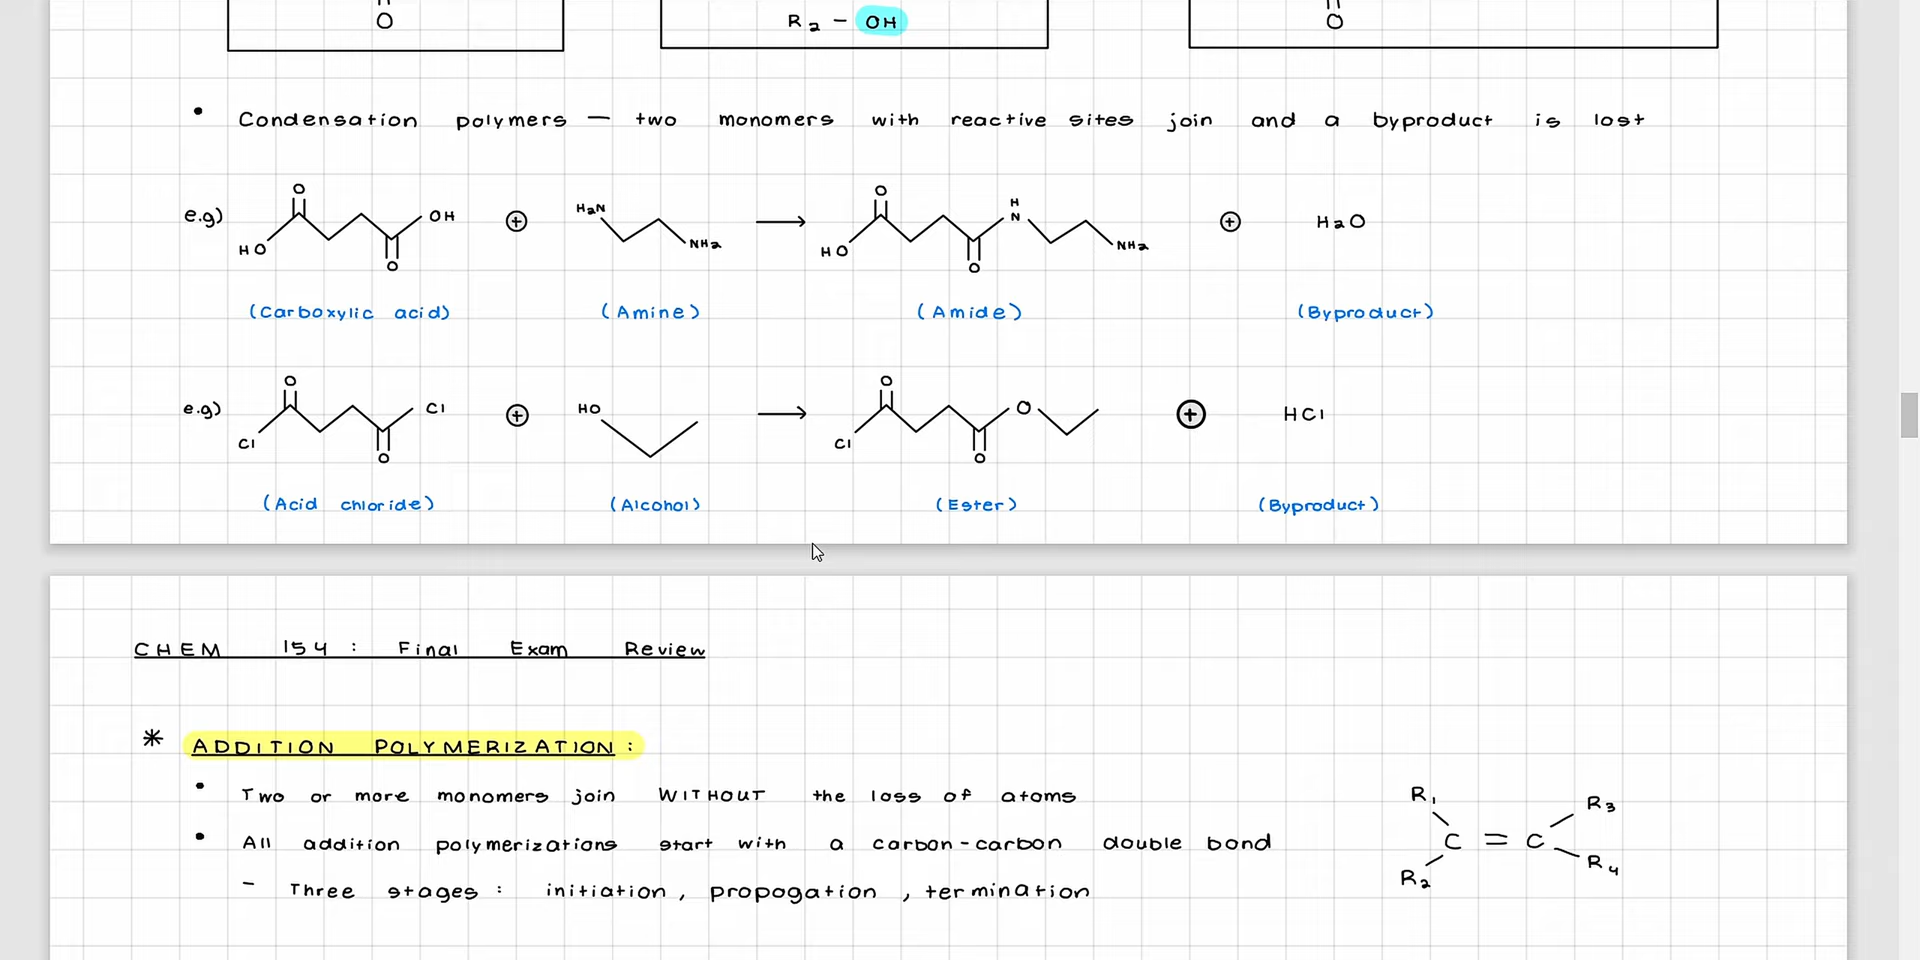 O
R2 - OH
O
• Condensation polymers — two monomers with reactive sites join and a byproduct is lost
e.g) O HO OH O ⊕ H2N NH2 → O HO O H N NH2 ⊕ H2O
(Carboxylic acid) (Amine) (Amide) (Byproduct)
e.g) O Cl Cl O ⊕ HO → O Cl O O ⊕ HCl
(Acid chloride) (Alcohol) (Ester) (Byproduct)
CHEM 154 : Final Exam Review
* ADDITION POLYMERIZATION :
• Two or more monomers join WITHOUT the loss of atoms
• All addition polymerizations start with a carbon-carbon double bond
- Three stages : initiation, propogation, termination
R1 R3
C = C
R2 R4